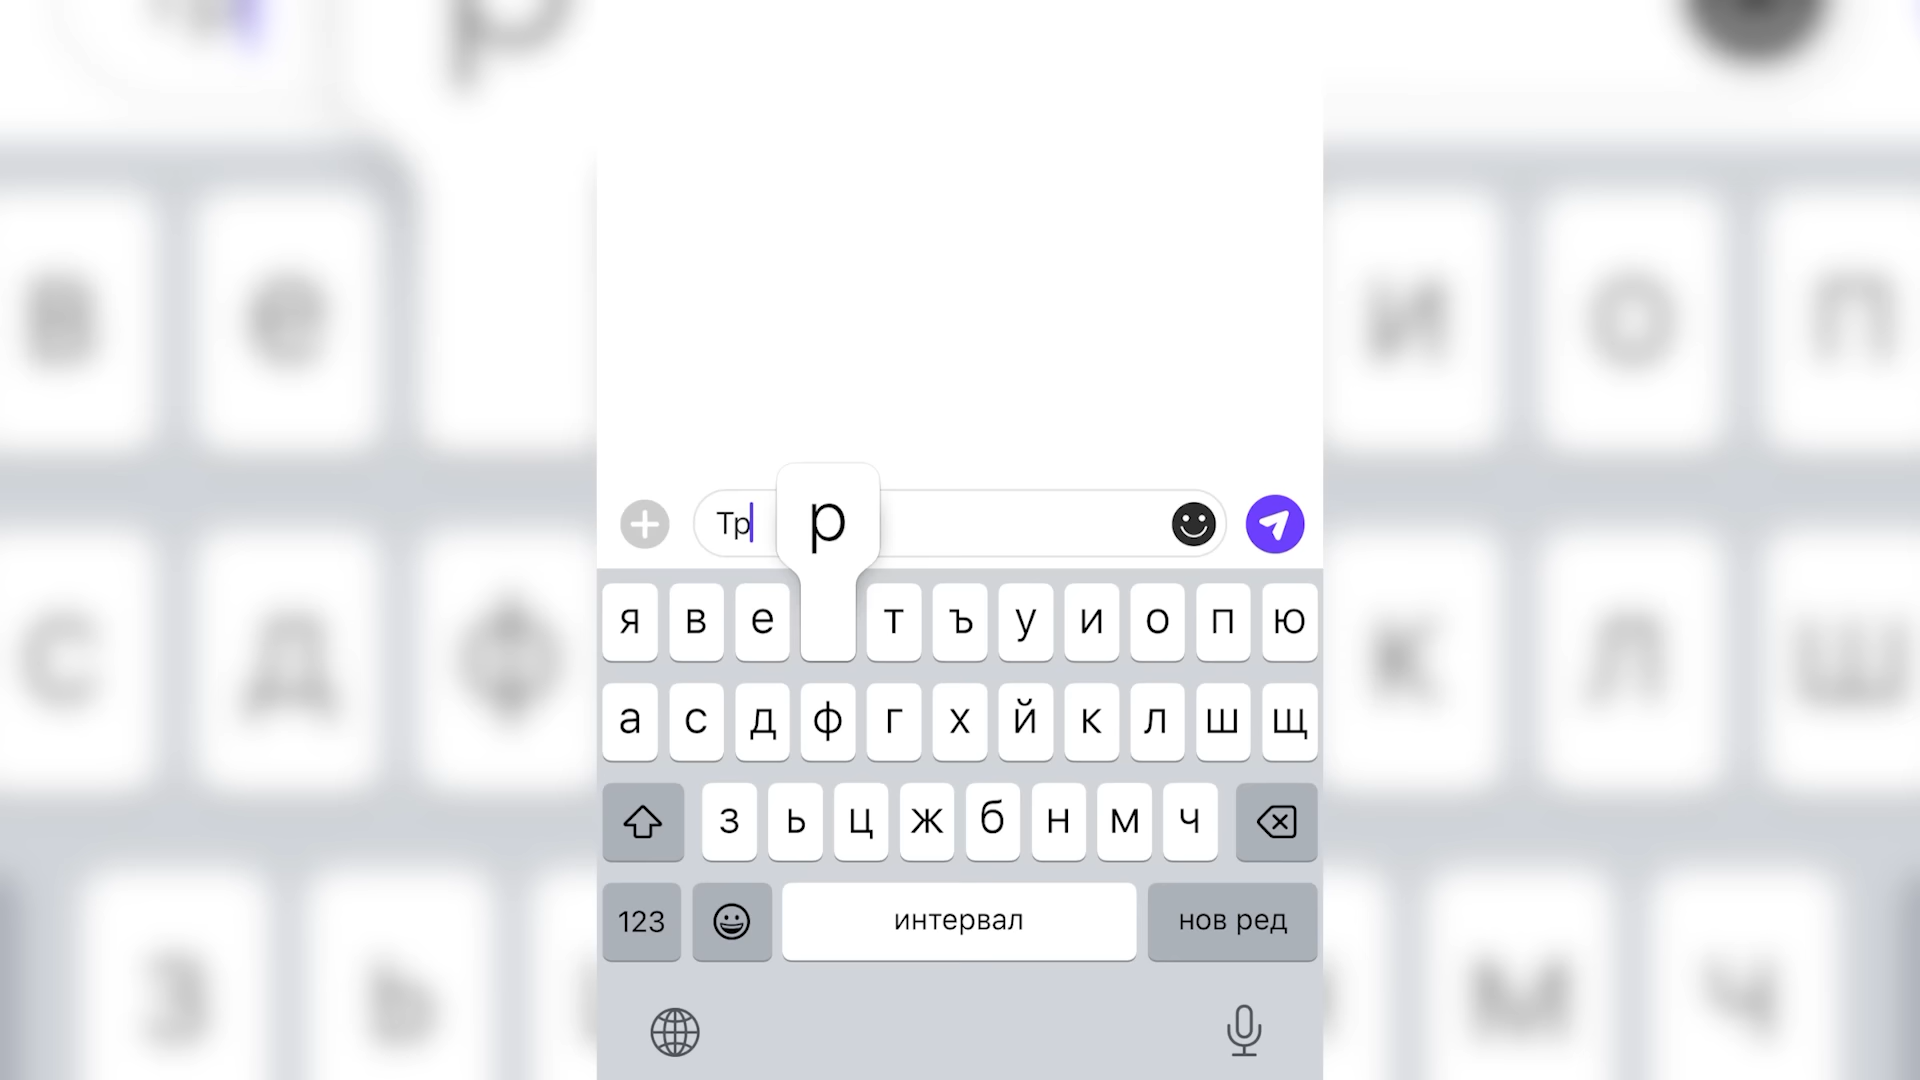 Тр
р
я в е т ъ у и о п ю
а с д ф г х й к л ш щ
з ь ц ж б н м ч
123 интервал нов ред